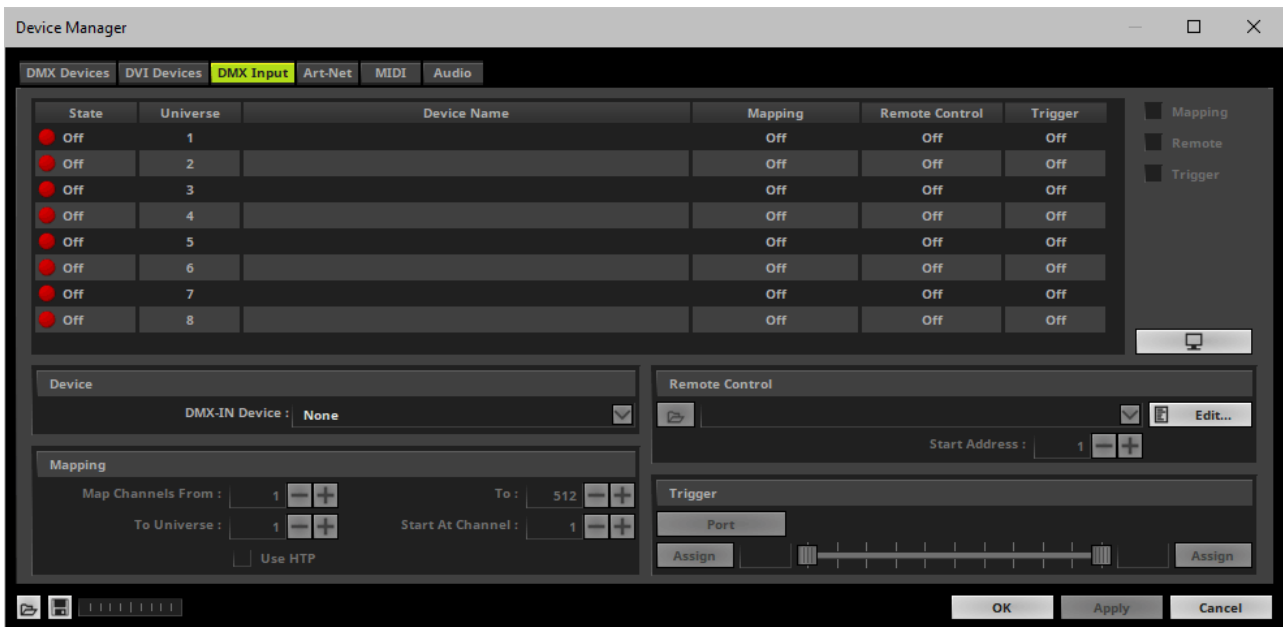 Device Manager
DMX Devices DVI Devices DMX Input Art-Net MIDI Audio
State Universe Device Name Mapping Remote Control Trigger
Off 1 Off Off Off
Off 2 Off Off Off
Off 3 Off Off Off
Off 4 Off Off Off
Off 5 Off Off Off
Off 6 Off Off Off
Off 7 Off Off Off
Off 8 Off Off Off
Mapping
Remote
Trigger
Device
DMX-IN Device : None
Mapping
Map Channels From : 1 To : 512
To Universe : 1 Start At Channel : 1
Use HTP
Remote Control
Edit...
Start Address : 1
Trigger
Port
Assign Assign
OK Apply Cancel